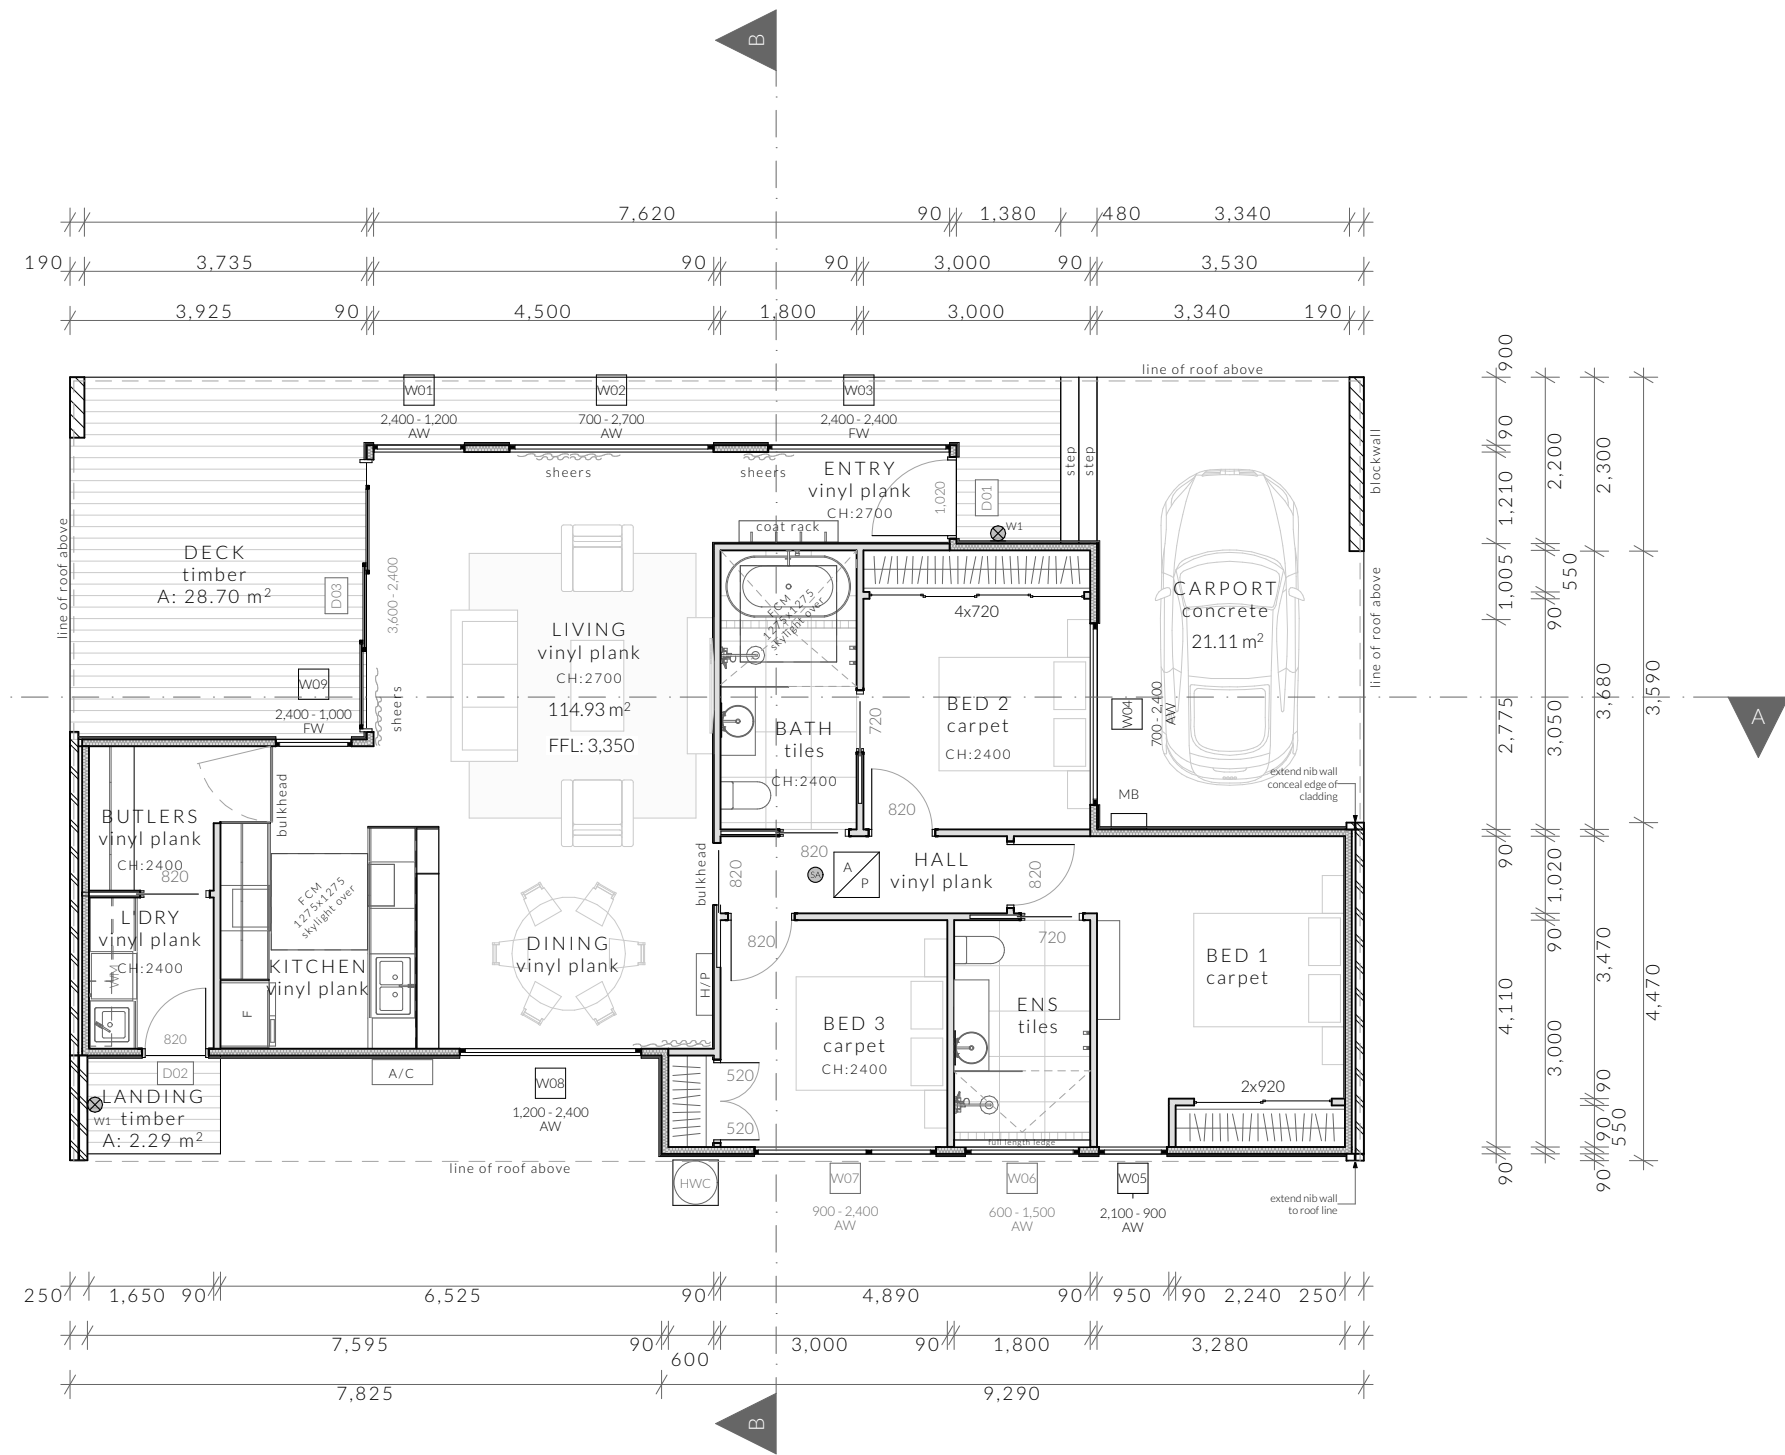 B
7,620
90
1,380
480
3,340
190
3,735
90
90
3,000
90
3,530
3,925
90
4,500
1,800
3,000
3,340
190
line of roof above
W01
W02
W03
2,400 - 1,200
AW
700 - 2,700
AW
2,400 - 2,400
FW
sheers
sheers
ENTRY
vinyl plank
CH:2700
1,020
D01
W1
step
step
blockwall
coat rack
line of roof above
DECK
timber
A: 28.70 m²
D03
3,600 - 2,400
W09
2,400 - 1,000
FW
sheers
LIVING
vinyl plank
CH:2700
114.93 m²
FFL: 3,350
FCM
1275x1275
skylight over
4x720
BATH
tiles
CH:2400
720
BED 2
carpet
CH:2400
820
CARPORT
concrete
21.11 m²
line of roof above
W04
700 - 2,400
AW
MB
extend nib wall
conceal edge of
cladding
A
BUTLERS
vinyl plank
CH:2400
820
bulkhead
bulkhead
820
820
SA
A
P
HALL
vinyl plank
820
L'DRY
vinyl plank
CH:2400
WM
820
FCM
1275x1275
skylight over
KITCHEN
vinyl plank
F
DINING
vinyl plank
H/P
820
BED 3
carpet
CH:2400
520
520
720
ENS
tiles
full length ledge
BED 1
carpet
2x920
D02
W1
LANDING
timber
A: 2.29 m²
A/C
W08
1,200 - 2,400
AW
line of roof above
HWC
W07
900 - 2,400
AW
W06
600 - 1,500
AW
W05
2,100 - 900
AW
extend nib wall
to roof line
900
90
1,210
1,005
2,775
90
4,110
90
2,200
550
90
3,050
1,020
90
3,000
2,300
3,680
3,470
90
90
550
90
3,590
4,470
250
1,650
90
6,525
90
4,890
90
950
90
2,240
250
7,595
90
600
3,000
90
1,800
3,280
7,825
9,290
B